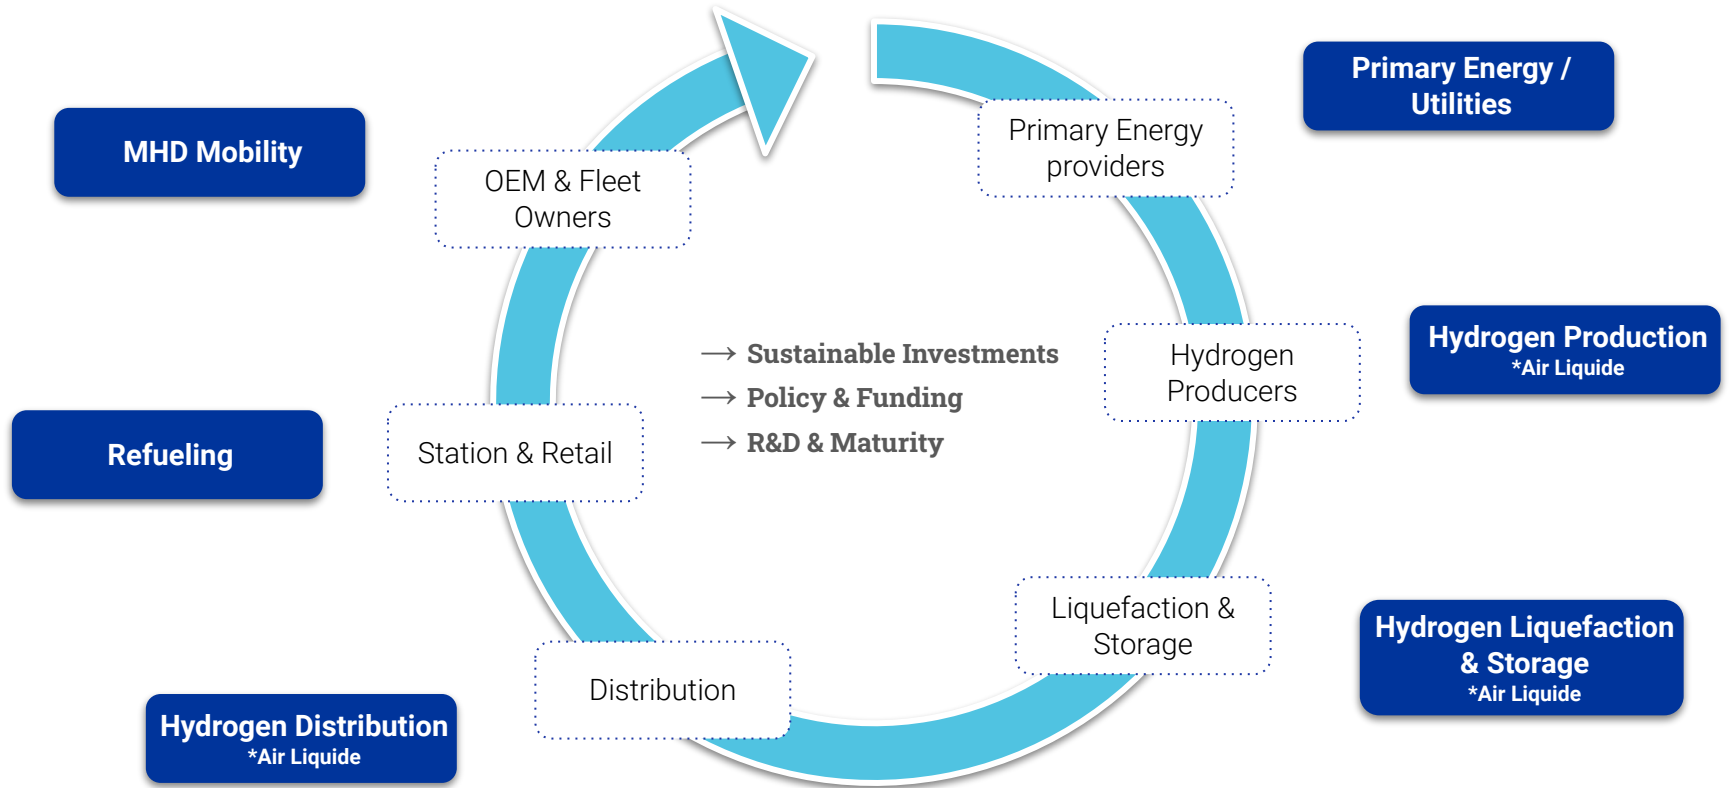 Primary Energy /
Utilities
MHD Mobility
Primary Energy
providers
OEM & Fleet
Owners
Hydrogen Production
*Air Liquide
Hydrogen
Producers
→ Sustainable Investments
→ Policy & Funding
→ R&D & Maturity
Refueling
Station & Retail
Liquefaction &
Storage
Hydrogen Liquefaction
& Storage
*Air Liquide
Distribution
Hydrogen Distribution
*Air Liquide